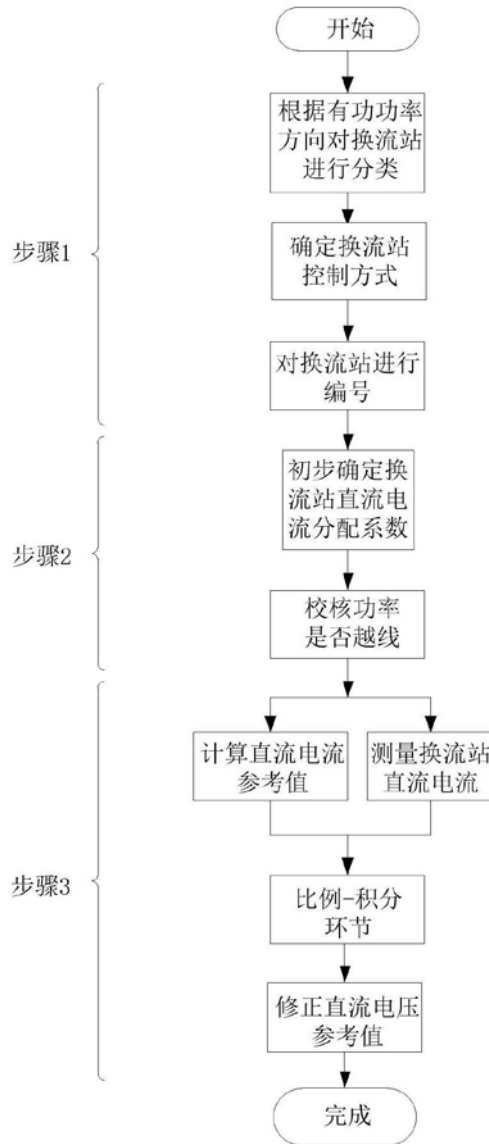 开始
根据有功功率
方向对换流站
进行分类
步骤1
确定换流站
控制方式
对换流站进行
编号
初步确定换
流站直流电
流分配系数
步骤2
校核功率
是否越线
计算直流电流
参考值
测量换流站
直流电流
步骤3
比例-积分
环节
修正直流电压
参考值
完成